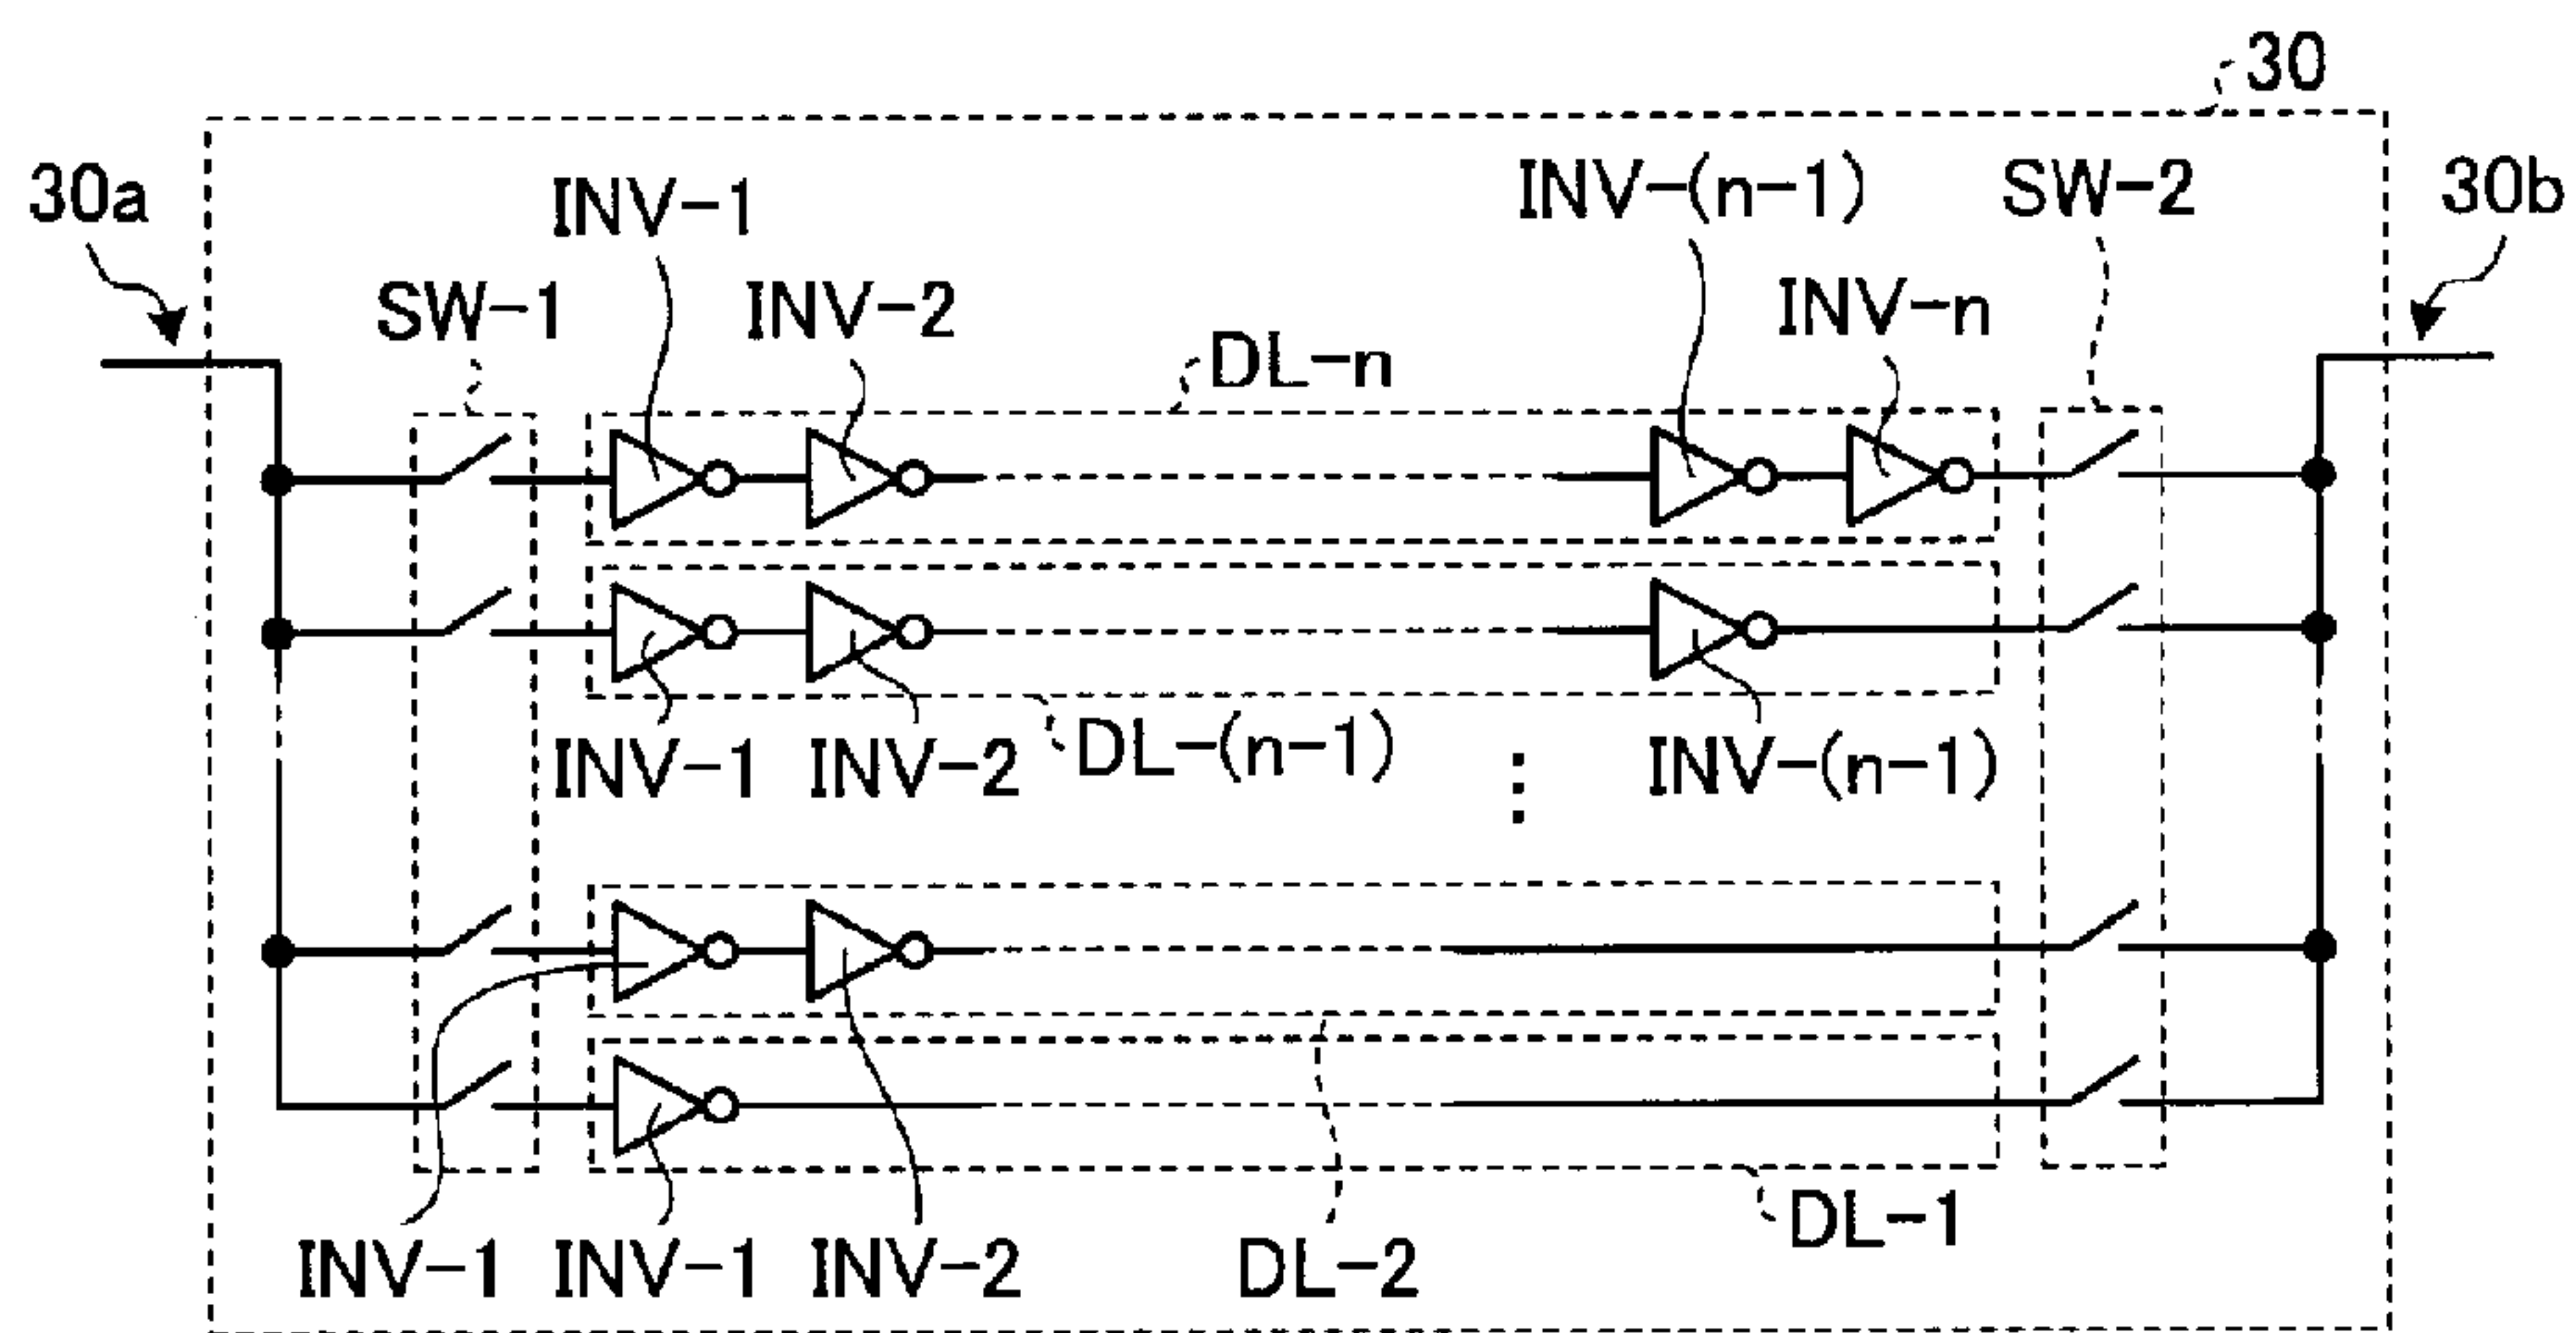 30
30a
INV-1
INV-(n-1)
SW-2
30b
SW-1
INV-2
INV-n
DL-n
INV-1
INV-2
DL-(n-1)
INV-(n-1)
INV-1
INV-1
INV-2
DL-2
DL-1